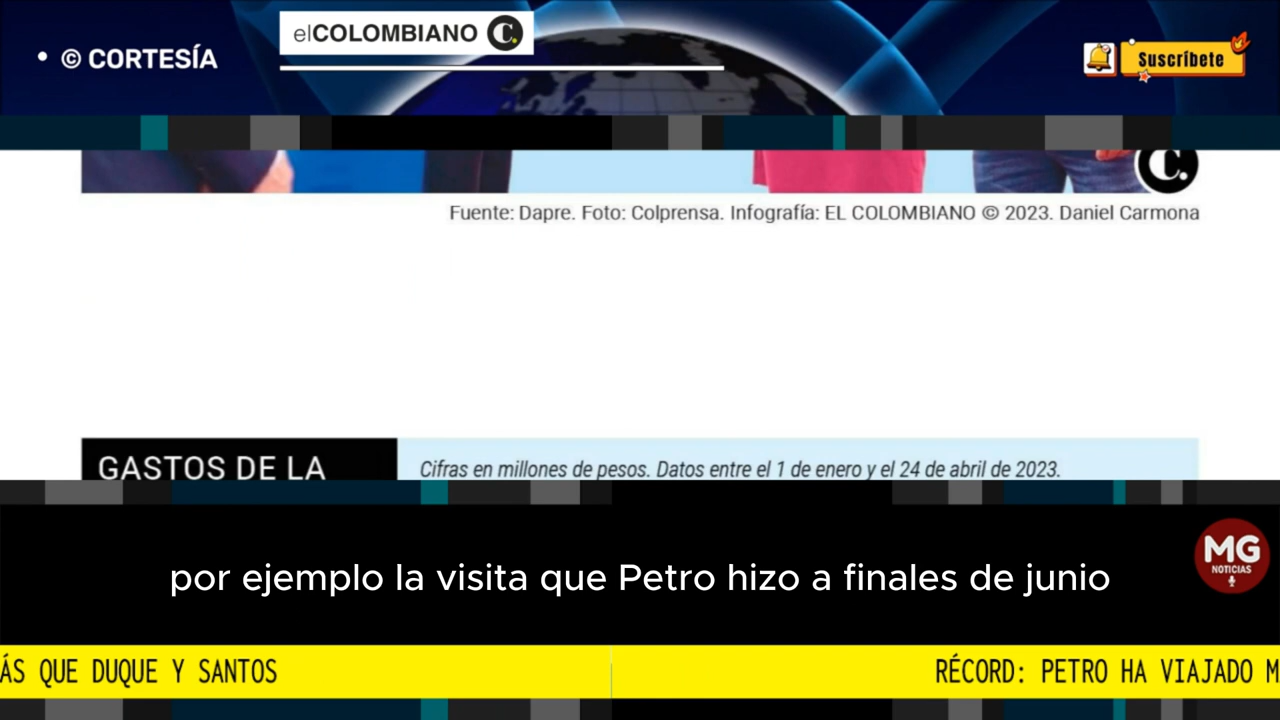 • © CORTESÍA
elCOLOMBIANO C.
Suscríbete
C.
Fuente: Dapre. Foto: Colprensa. Infografía: EL COLOMBIANO © 2023. Daniel Carmona
GASTOS DE LA
Cifras en millones de pesos. Datos entre el 1 de enero y el 24 de abril de 2023.
por ejemplo la visita que Petro hizo a finales de junio
MG
NOTICIAS
ÁS QUE DUQUE Y SANTOS
RÉCORD: PETRO HA VIAJADO M